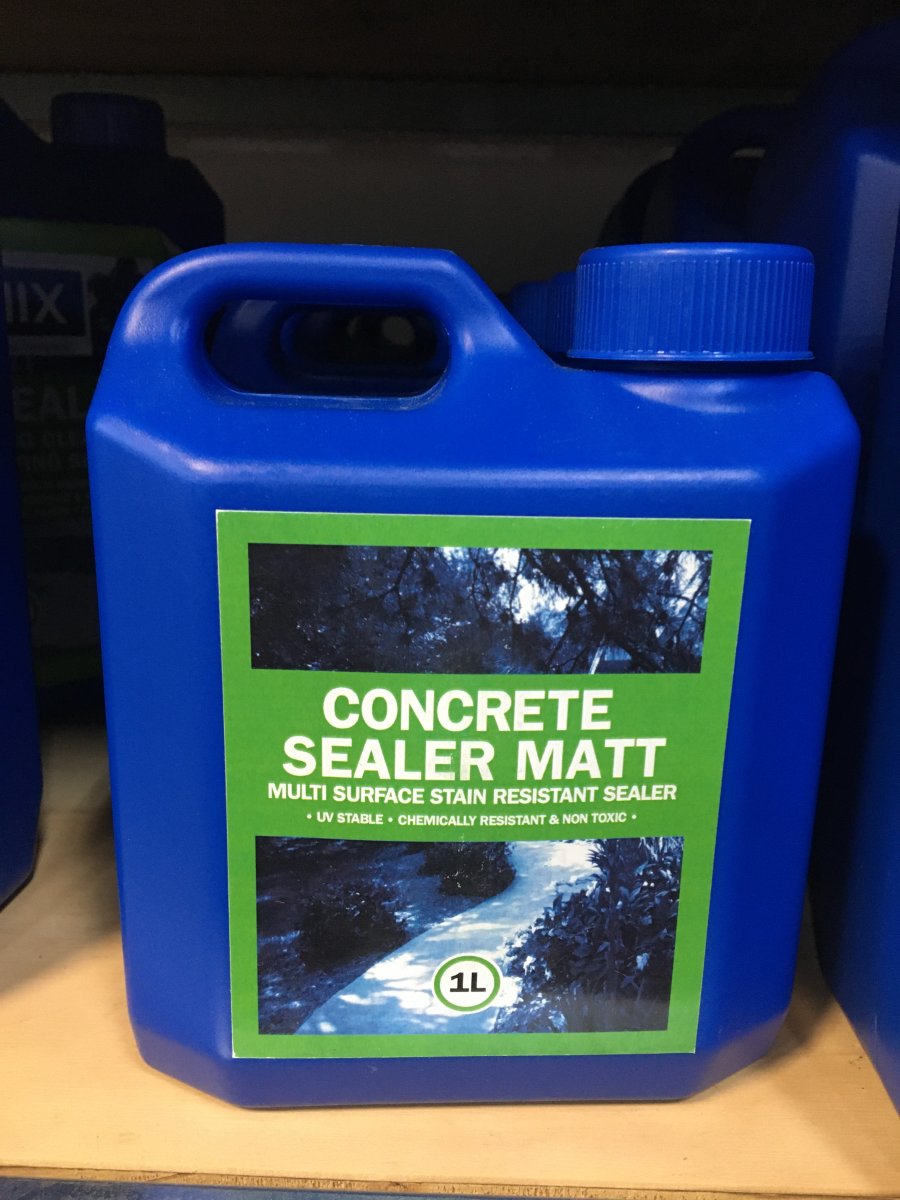 CONCRETE
SEALER MATT
MULTI SURFACE STAIN RESISTANT SEALER
• UV STABLE • CHEMICALLY RESISTANT & NON TOXIC •
1L